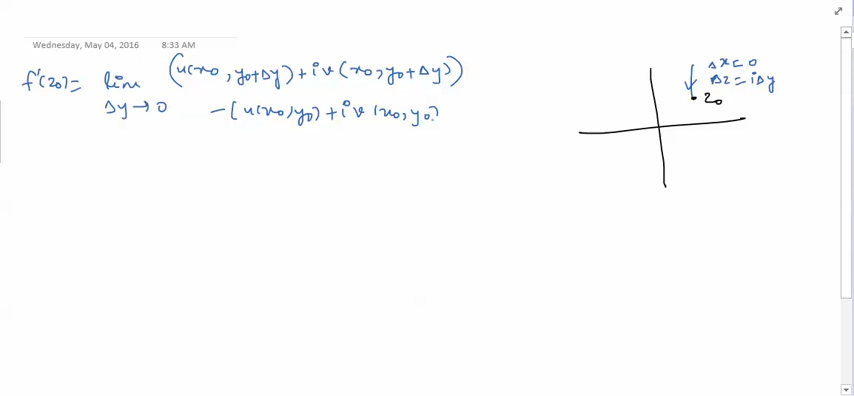 Wednesday, May 04, 2016 8:33 AM
f'(z₀) = lim (u(x₀, y₀+Δy) + iv(x₀, y₀+Δy))
Δy → 0 − [u(x₀, y₀) + iv(x₀, y₀)
Δx = 0
Δz = iΔy
z₀